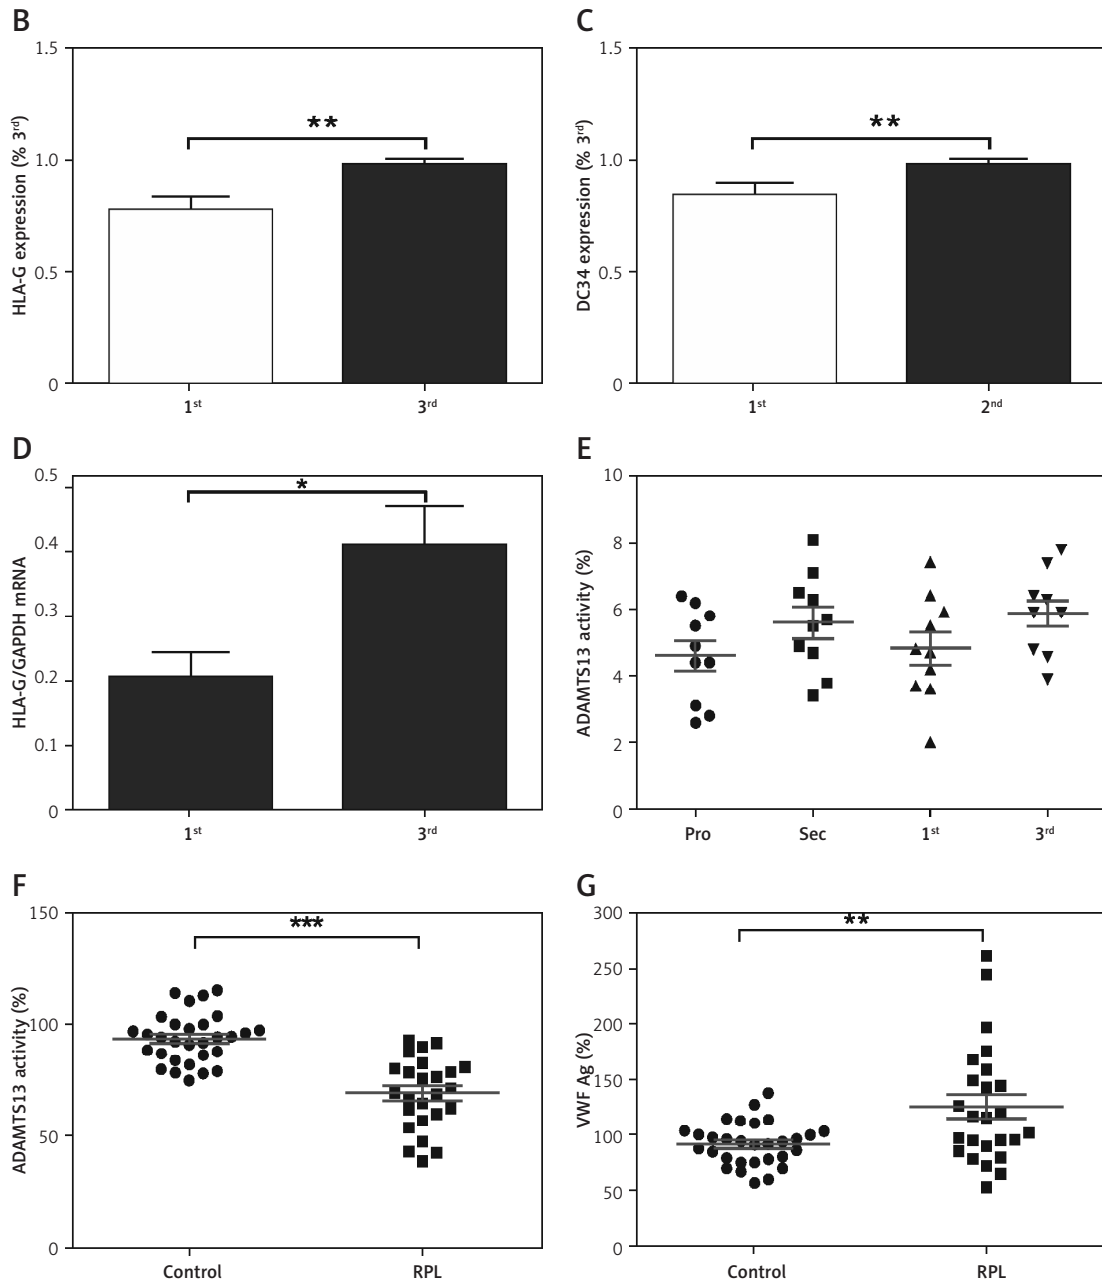 B
HLA-G expression (% 3rd)
1.5
1.0
0.5
0
**
1st
3rd
C
DC34 expression (% 3rd)
1.5
1.0
0.5
0
**
1st
2nd
D
HLA-G/GAPDH mRNA
0.5
0.4
0.3
0.2
0.1
0
*
1st
3rd
E
ADAMTS13 activity (%)
10
8
6
4
2
0
Pro
Sec
1st
3rd
F
ADAMTS13 activity (%)
150
100
50
0
***
Control
RPL
G
VWF Ag (%)
300
250
200
150
100
50
0
**
Control
RPL